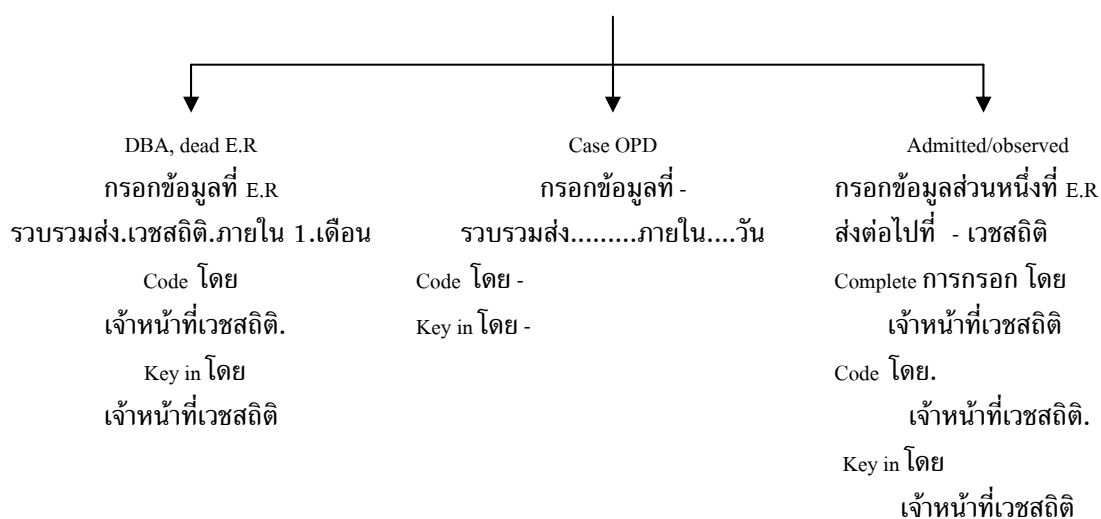 DBA, dead E.R
กรอกข้อมูลที่ E.R
รวบรวมส่ง.เวชสถิติ.ภายใน 1.เดือน
Code โดย
เจ้าหน้าที่เวชสถิติ.
Key in โดย
เจ้าหน้าที่เวชสถิติ
Case OPD
กรอกข้อมูลที่ -
รวบรวมส่ง.........ภายใน....วัน
Code โดย -
Key in โดย -
Admitted/observed
กรอกข้อมูลส่วนหนึ่งที่ E.R
ส่งต่อไปที่ - เวชสถิติ
Complete การกรอก โดย
เจ้าหน้าที่เวชสถิติ
Code โดย.
เจ้าหน้าที่เวชสถิติ.
Key in โดย
เจ้าหน้าที่เวชสถิติ